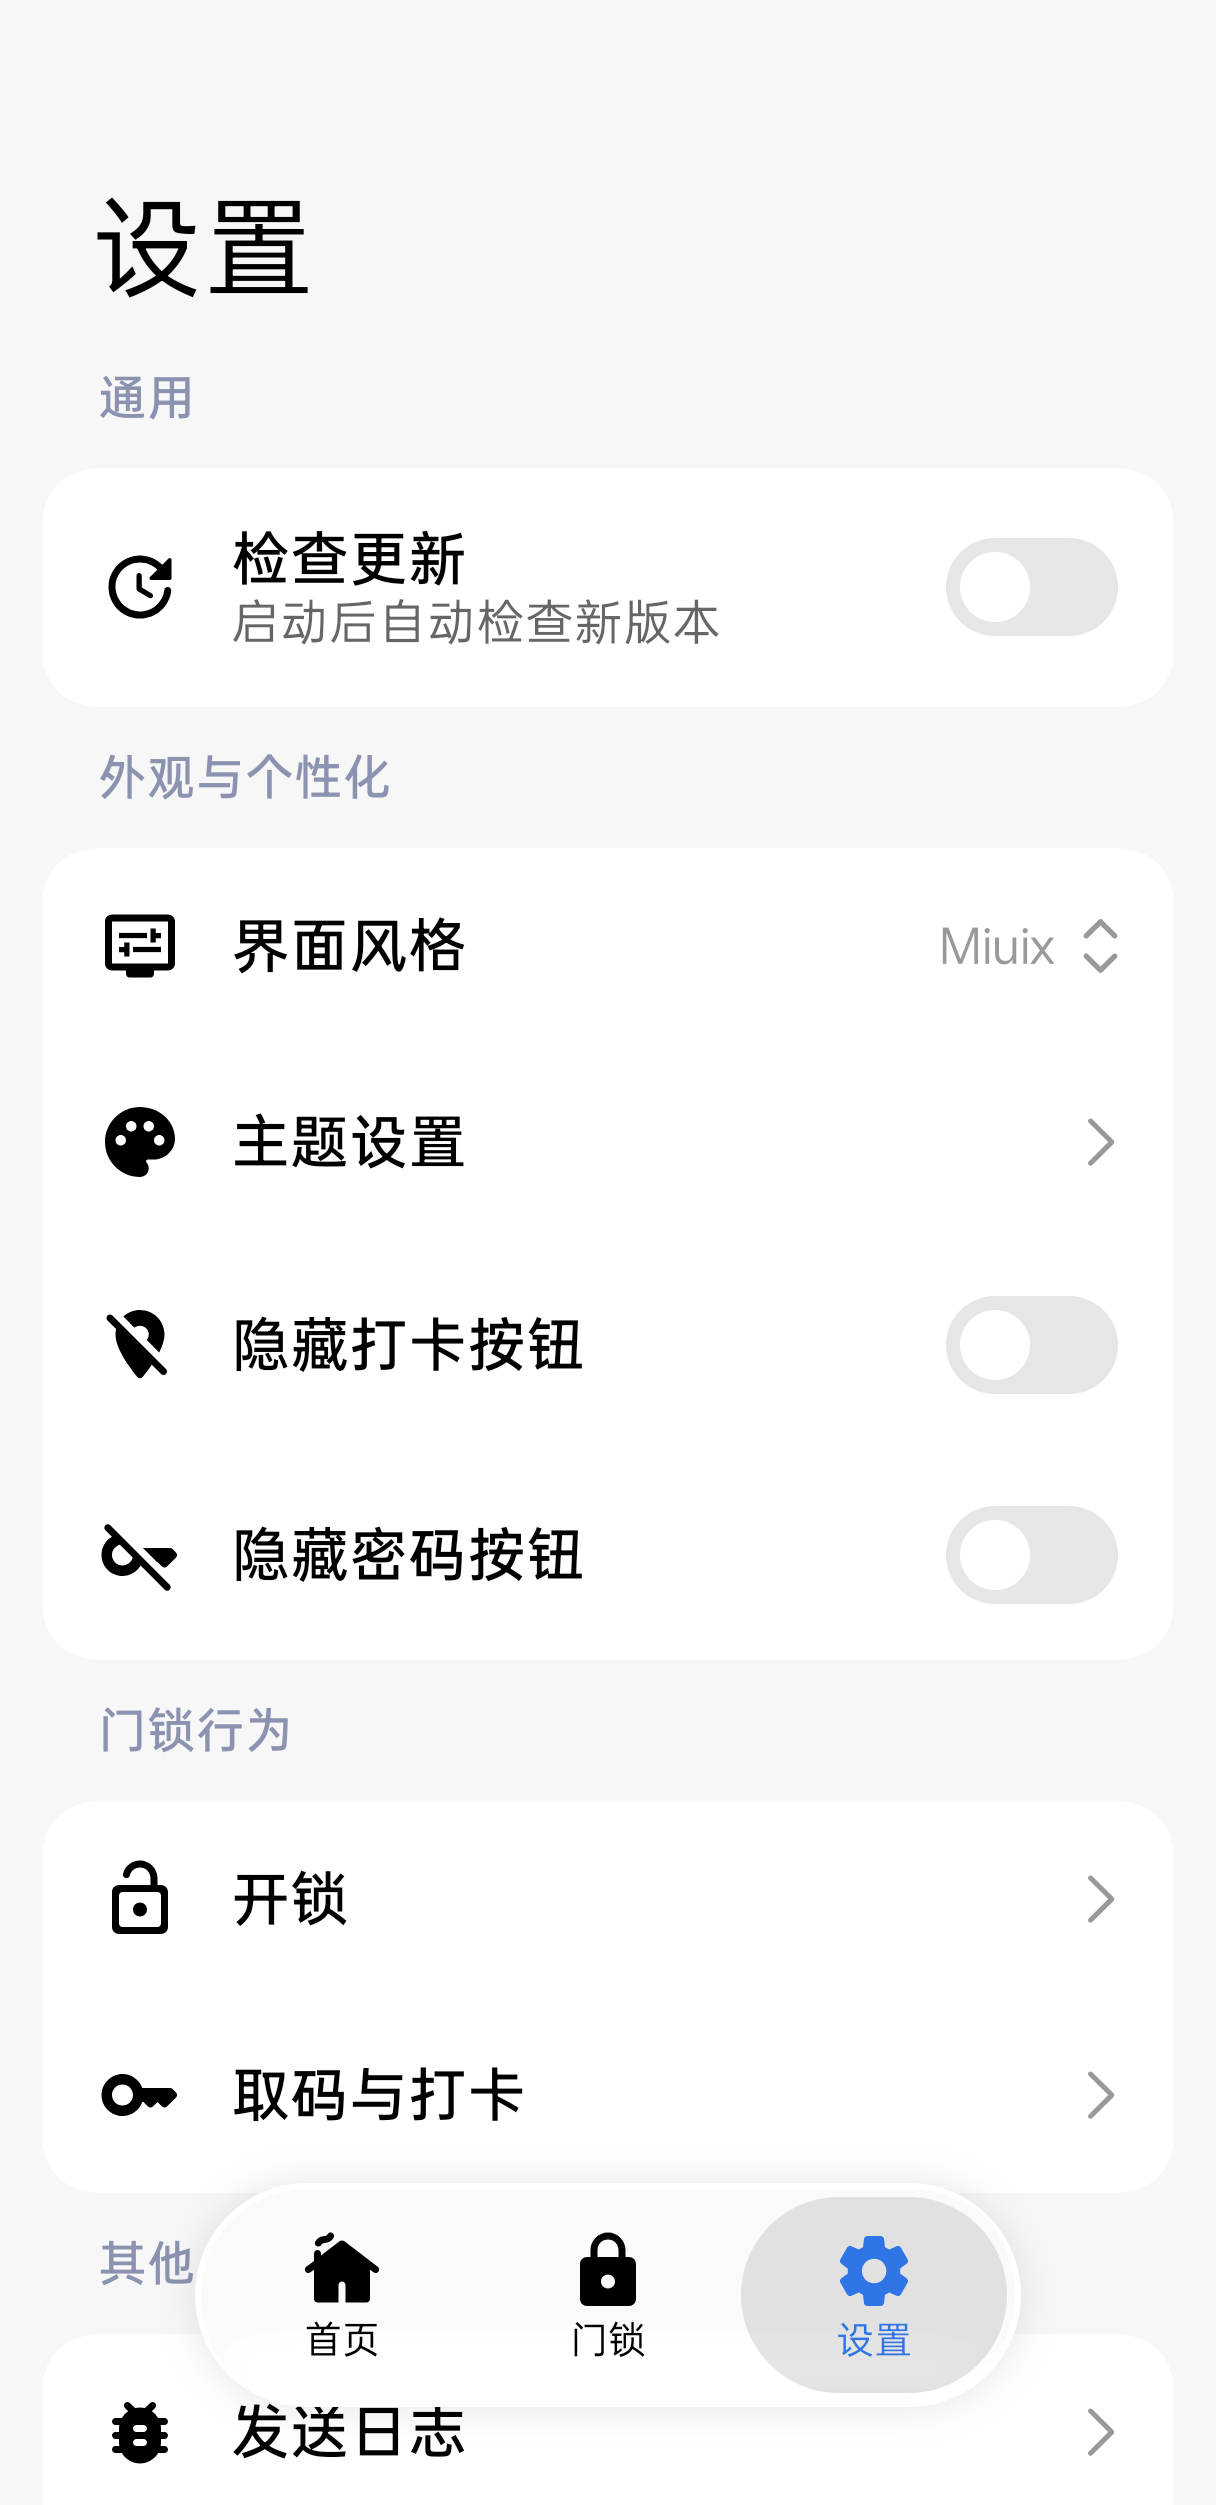 设置
通用
检查更新
启动后自动检查新版本
外观与个性化
界面风格
Miuix
主题设置
隐藏打卡按钮
隐藏密码按钮
门锁行为
开锁
取码与打卡
其他
首页
门锁
设置
发送日志